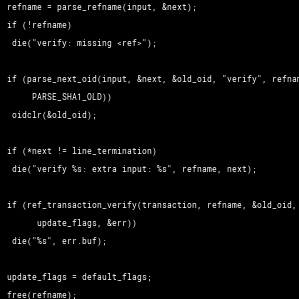 refname = parse_refname(input, &next);
if (!refname)
die("verify: missing <ref>");
if (parse_next_oid(input, &next, &old_oid, "verify", refnam
PARSE_SHA1_OLD))
oidclr(&old_oid);
if (*next != line_termination)
die("verify %s: extra input: %s", refname, next);
if (ref_transaction_verify(transaction, refname, &old_oid,
update_flags, &err))
die("%s", err.buf);
update_flags = default_flags;
free(refname);